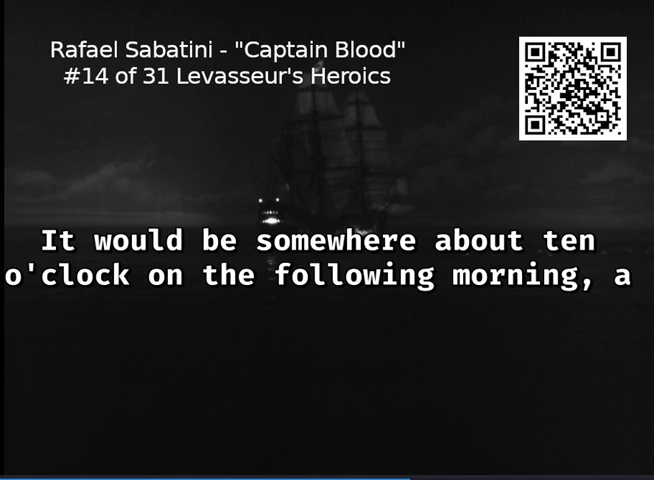 Rafael Sabatini - "Captain Blood"
#14 of 31 Levasseur's Heroics
It would be somewhere about ten
o'clock on the following morning, a